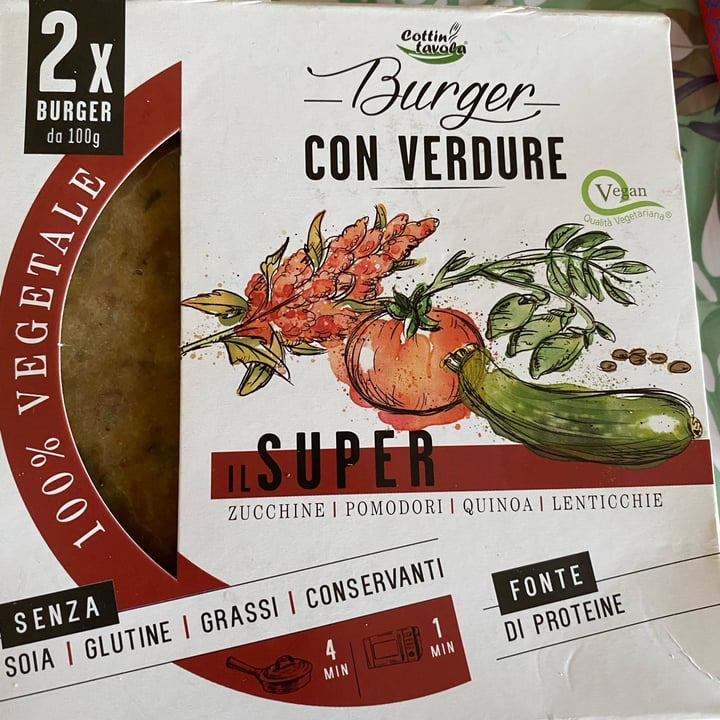 2x
BURGER
da 100g
Cottin
tavola
Burger
CON VERDURE
Vegan
Qualità Vegetariana®
100% VEGETALE
IL SUPER
ZUCCHINE | POMODORI | QUINOA | LENTICCHIE
SENZA
SOIA | GLUTINE | GRASSI | CONSERVANTI
4
MIN
1
MIN
FONTE
DI PROTEINE